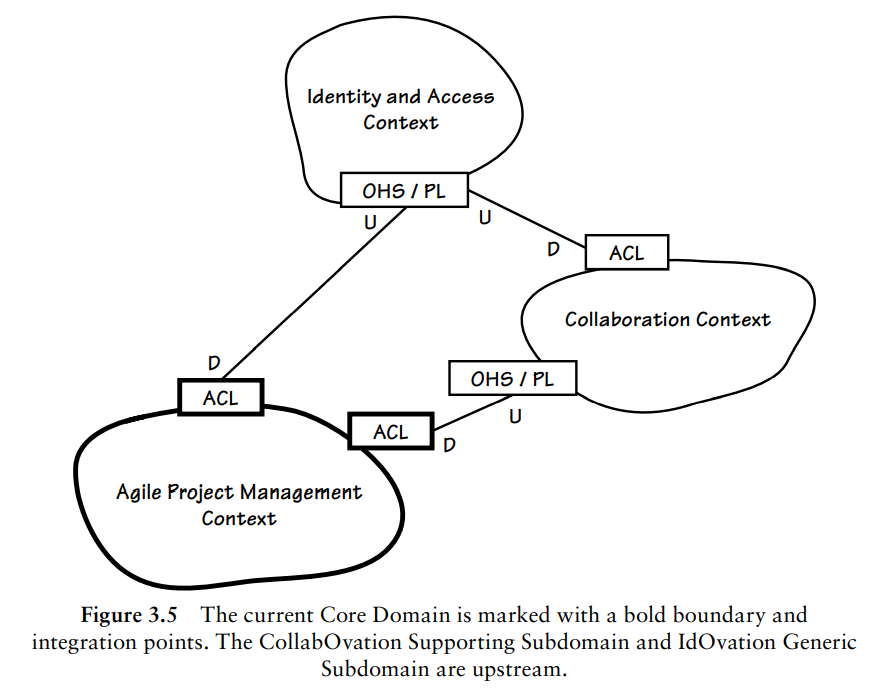 Identity and Access
Context
OHS / PL
U
U
D
ACL
Collaboration Context
OHS / PL
U
D
ACL
ACL
D
Agile Project Management
Context
Figure 3.5 The current Core Domain is marked with a bold boundary and
integration points. The CollabOvation Supporting Subdomain and IdOvation Generic
Subdomain are upstream.